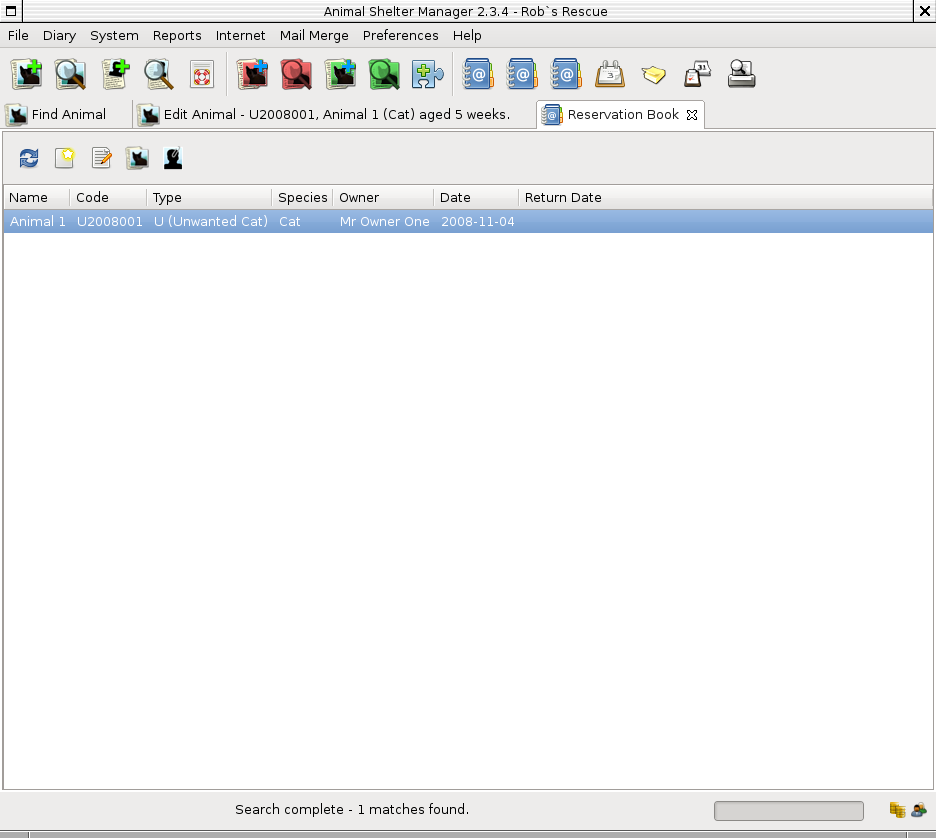 Animal Shelter Manager 2.3.4 - Rob`s Rescue
File Diary System Reports Internet Mail Merge Preferences Help
Find Animal Edit Animal - U2008001, Animal 1 (Cat) aged 5 weeks. Reservation Book
Name Code Type Species Owner Date Return Date
Animal 1 U2008001 U (Unwanted Cat) Cat Mr Owner One 2008-11-04
Search complete - 1 matches found.